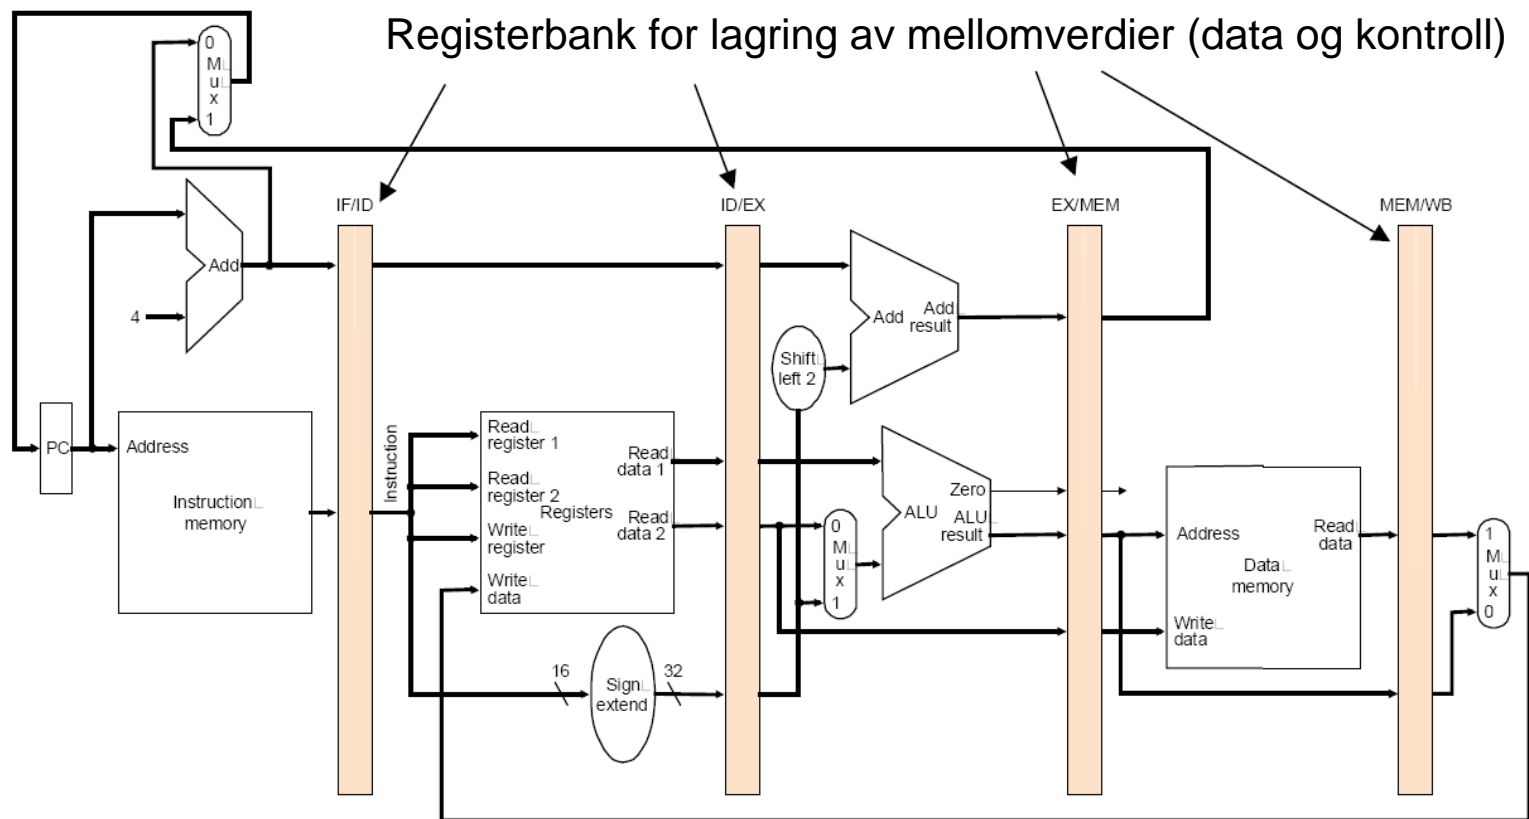 Registerbank for lagring av mellomverdier (data og kontroll)
0
M
u
x
1
IF/ID
ID/EX
EX/MEM
MEM/WB
Add
4
Add
Add
result
Shift
left 2
PC
Address
Instruction
memory
Instruction
Read
register 1
Read
register 2
Write
register
Write
data
Registers
Read
data 1
Read
data 2
0
M
u
x
1
Zero
ALU
ALU
result
Address
Read
data
Data
memory
Write
data
1
M
u
x
0
16
Sign
extend
32